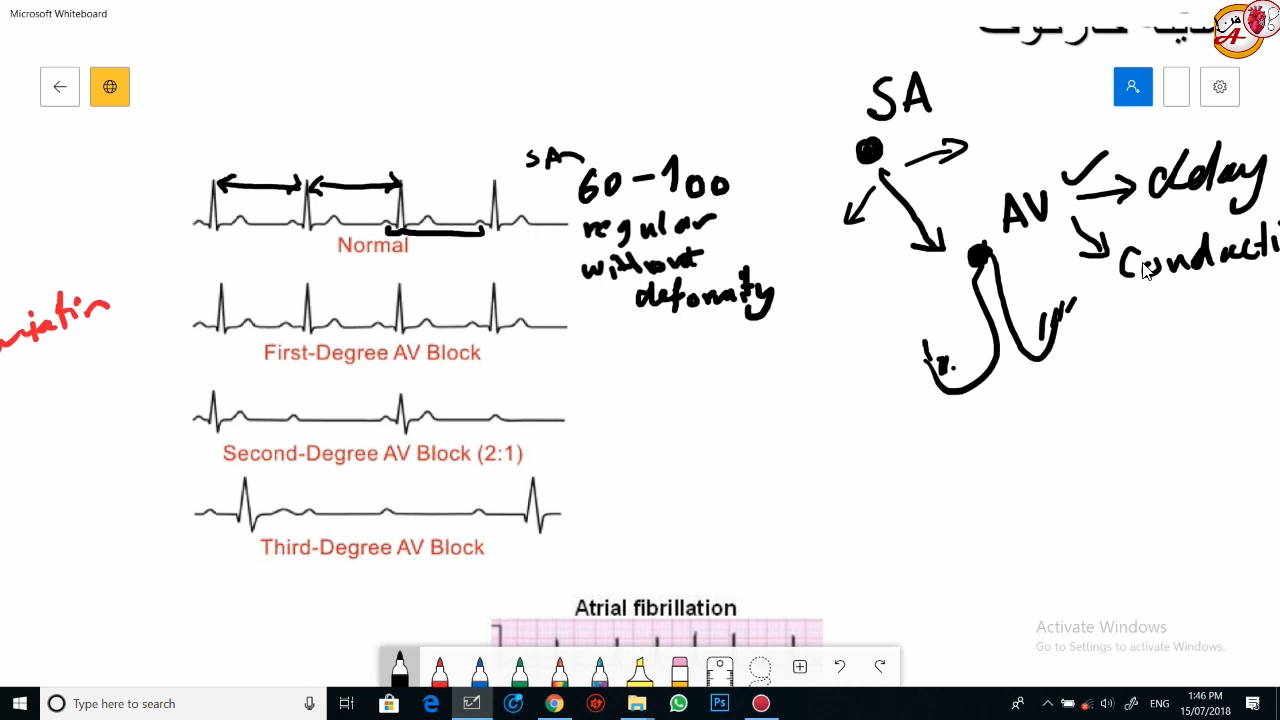 Microsoft Whiteboard
SA
SA
60-100
regular
without
deformity
AV
delay
Conducti
Normal
First-Degree AV Block
Second-Degree AV Block (2:1)
Third-Degree AV Block
Atrial fibrillation
Activate Windows
Go to Settings to activate Windows.
Type here to search
ENG
1:46 PM
15/07/2018